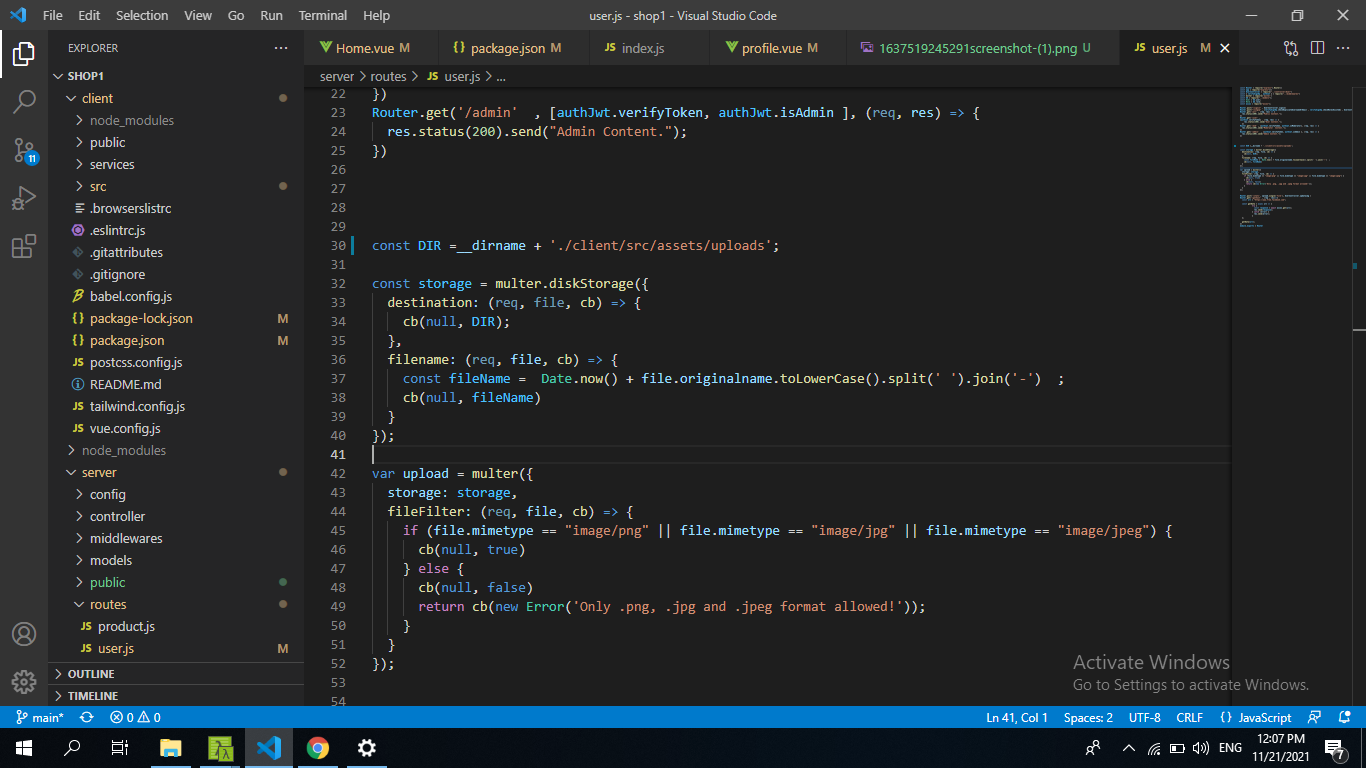 File Edit Selection View Go Run Terminal Help
user.js - shop1 - Visual Studio Code
EXPLORER
SHOP1
client
node_modules
public
services
src
.browserslistrc
.eslintrc.js
.gitattributes
.gitignore
babel.config.js
package-lock.json M
package.json M
postcss.config.js
README.md
tailwind.config.js
vue.config.js
node_modules
server
config
controller
middlewares
models
public
routes
JS product.js
JS user.js M
OUTLINE
TIMELINE
11
Home.vue M
{} package.json M
JS index.js
profile.vue M
1637519245291screenshot-(1).png U
JS user.js M
server > routes > JS user.js > ...
22 })
23 Router.get('/admin'  , [authJwt.verifyToken, authJwt.isAdmin ], (req, res) => {
24   res.status(200).send("Admin Content.");
25 })
26
27
28
29
30 const DIR =__dirname + './client/src/assets/uploads';
31
32 const storage = multer.diskStorage({
33   destination: (req, file, cb) => {
34     cb(null, DIR);
35   },
36   filename: (req, file, cb) => {
37     const fileName =  Date.now() + file.originalname.toLowerCase().split(' ').join('-')  ;
38     cb(null, fileName)
39   }
40 });
41
42 var upload = multer({
43   storage: storage,
44   fileFilter: (req, file, cb) => {
45     if (file.mimetype == "image/png" || file.mimetype == "image/jpg" || file.mimetype == "image/jpeg") {
46       cb(null, true)
47     } else {
48       cb(null, false)
49       return cb(new Error('Only .png, .jpg and .jpeg format allowed!'));
50     }
51   }
52 });
53
54
Activate Windows
Go to Settings to activate Windows.
main* 0 0
Ln 41, Col 1 Spaces: 2 UTF-8 CRLF {} JavaScript
ENG
12:07 PM
11/21/2021
7